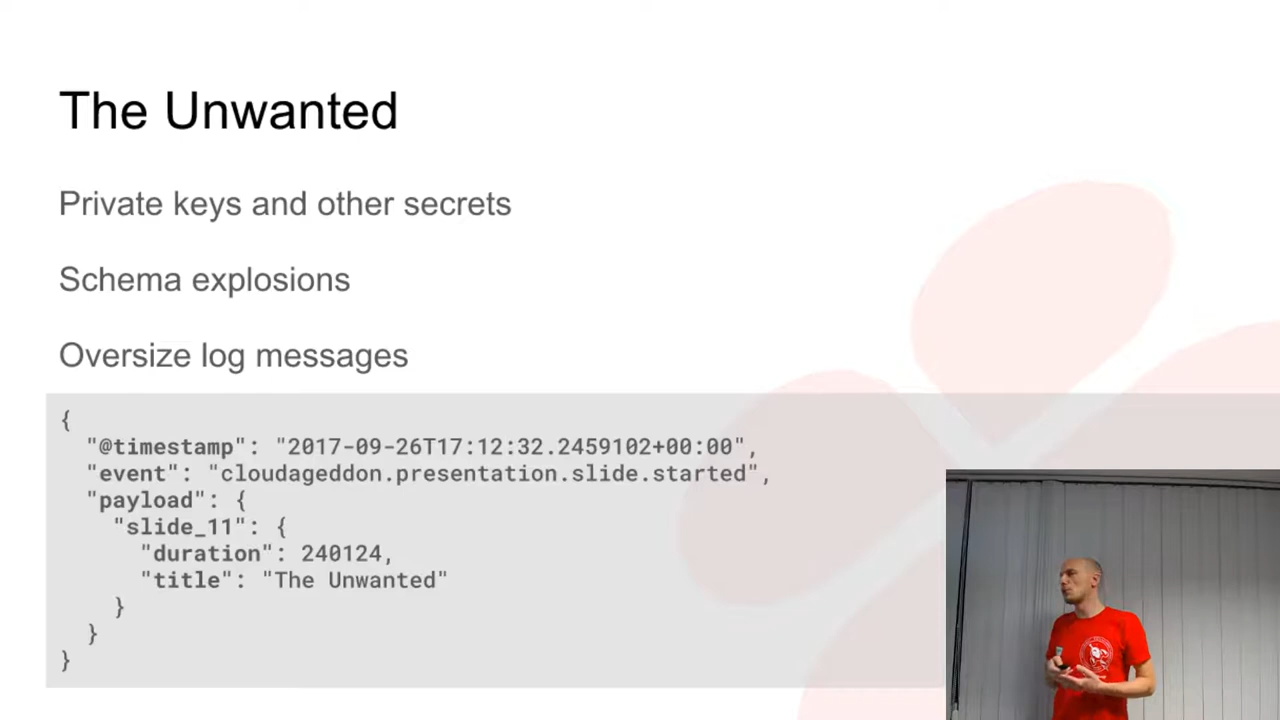 The Unwanted
Private keys and other secrets
Schema explosions
Oversize log messages
{
"@timestamp": "2017-09-26T17:12:32.2459102+00:00",
"event": "cloudageddon.presentation.slide.started",
"payload": {
"slide_11": {
"duration": 240124,
"title": "The Unwanted"
}
}
}